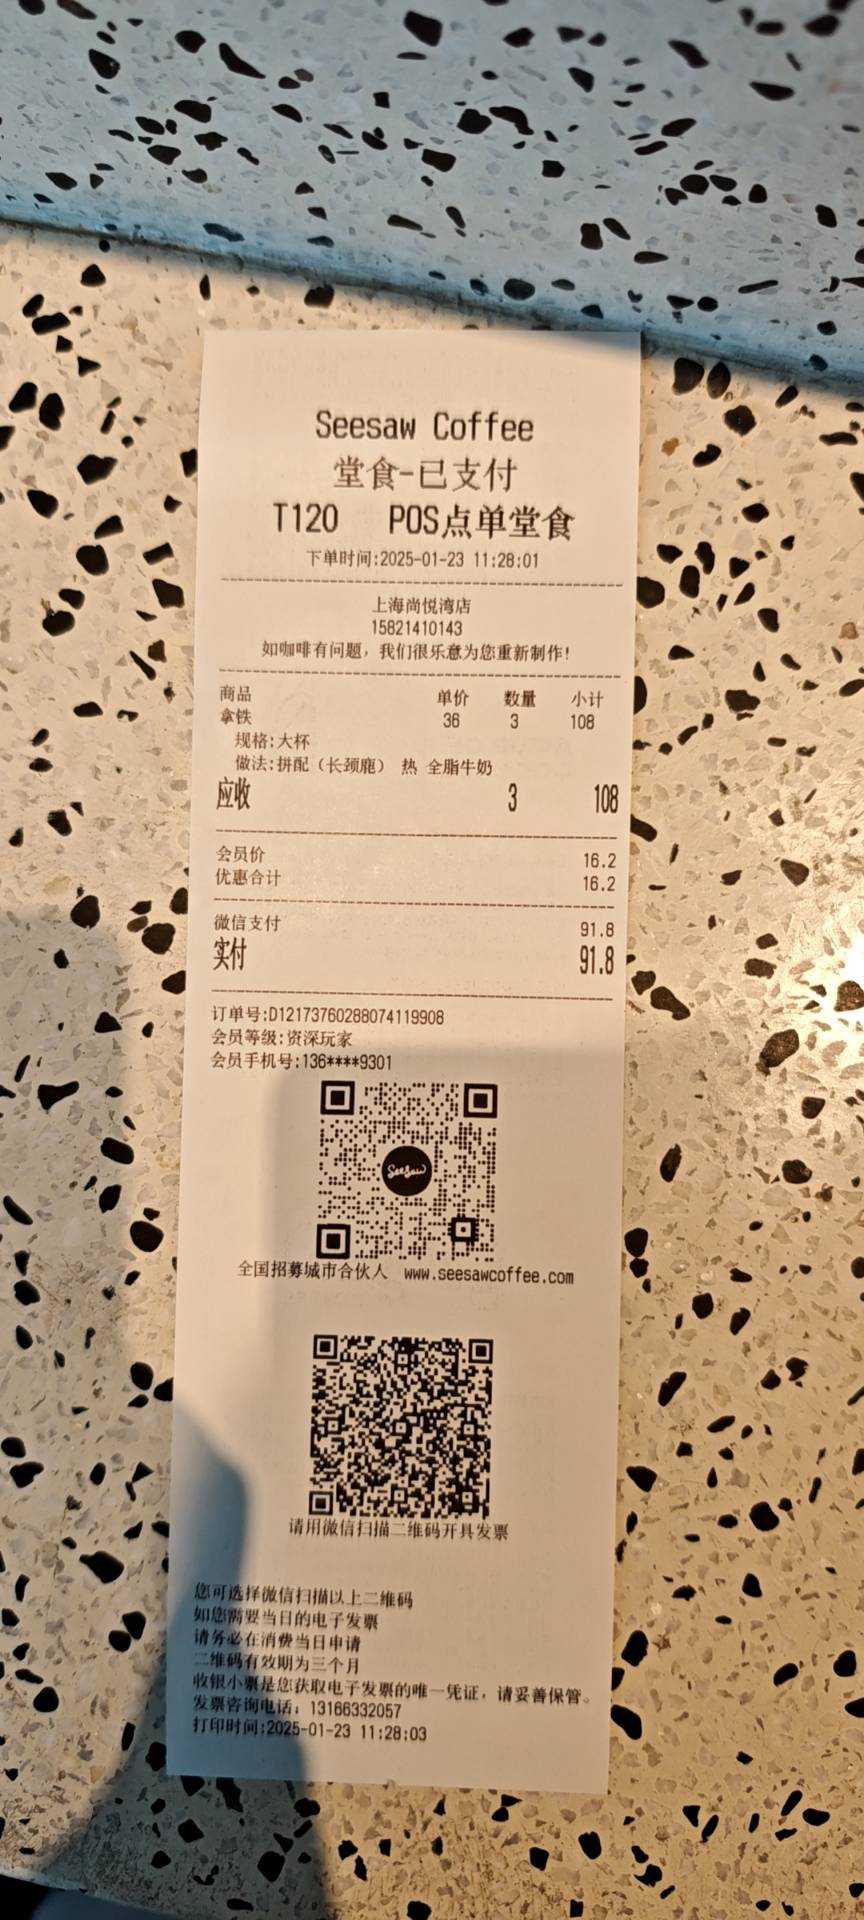 Seesaw Coffee
堂食-已支付
T120 POS点单堂食
下单时间:2025-01-23 11:28:01
上海尚悦湾店
15821410143
如咖啡有问题，我们很乐意为您重新制作！
商品 单价 数量 小计
拿铁 36 3 108
规格:大杯
做法:拼配（长颈鹿） 热 全脂牛奶
应收 3 108
会员价 16.2
优惠合计 16.2
微信支付 91.8
实付 91.8
订单号:D12173760288074119908
会员等级:资深玩家
会员手机号:136****9301
Seesaw
全国招募城市合伙人 www.seesawcoffee.com
请用微信扫描二维码开具发票
您可选择微信扫描以上二维码
如您需要当日的电子发票
请务必在消费当日申请
二维码有效期为三个月
收银小票是您获取电子发票的唯一凭证，请妥善保管。
发票咨询电话：13166332057
打印时间:2025-01-23 11:28:03